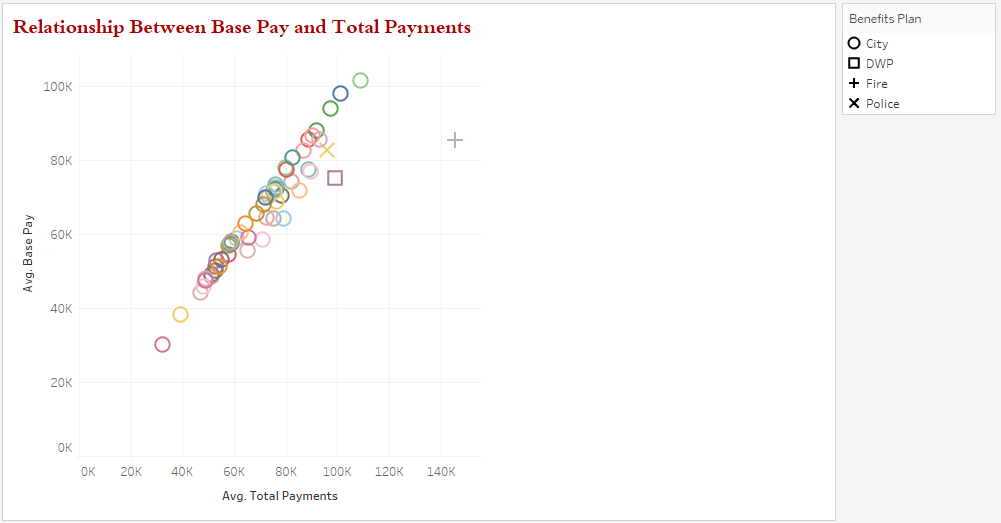 Relationship Between Base Pay and Total Payments
Benefits Plan
City
DWP
Fire
Police
Avg. Base Pay
100K
80K
60K
40K
20K
0K
0K 20K 40K 60K 80K 100K 120K 140K
Avg. Total Payments